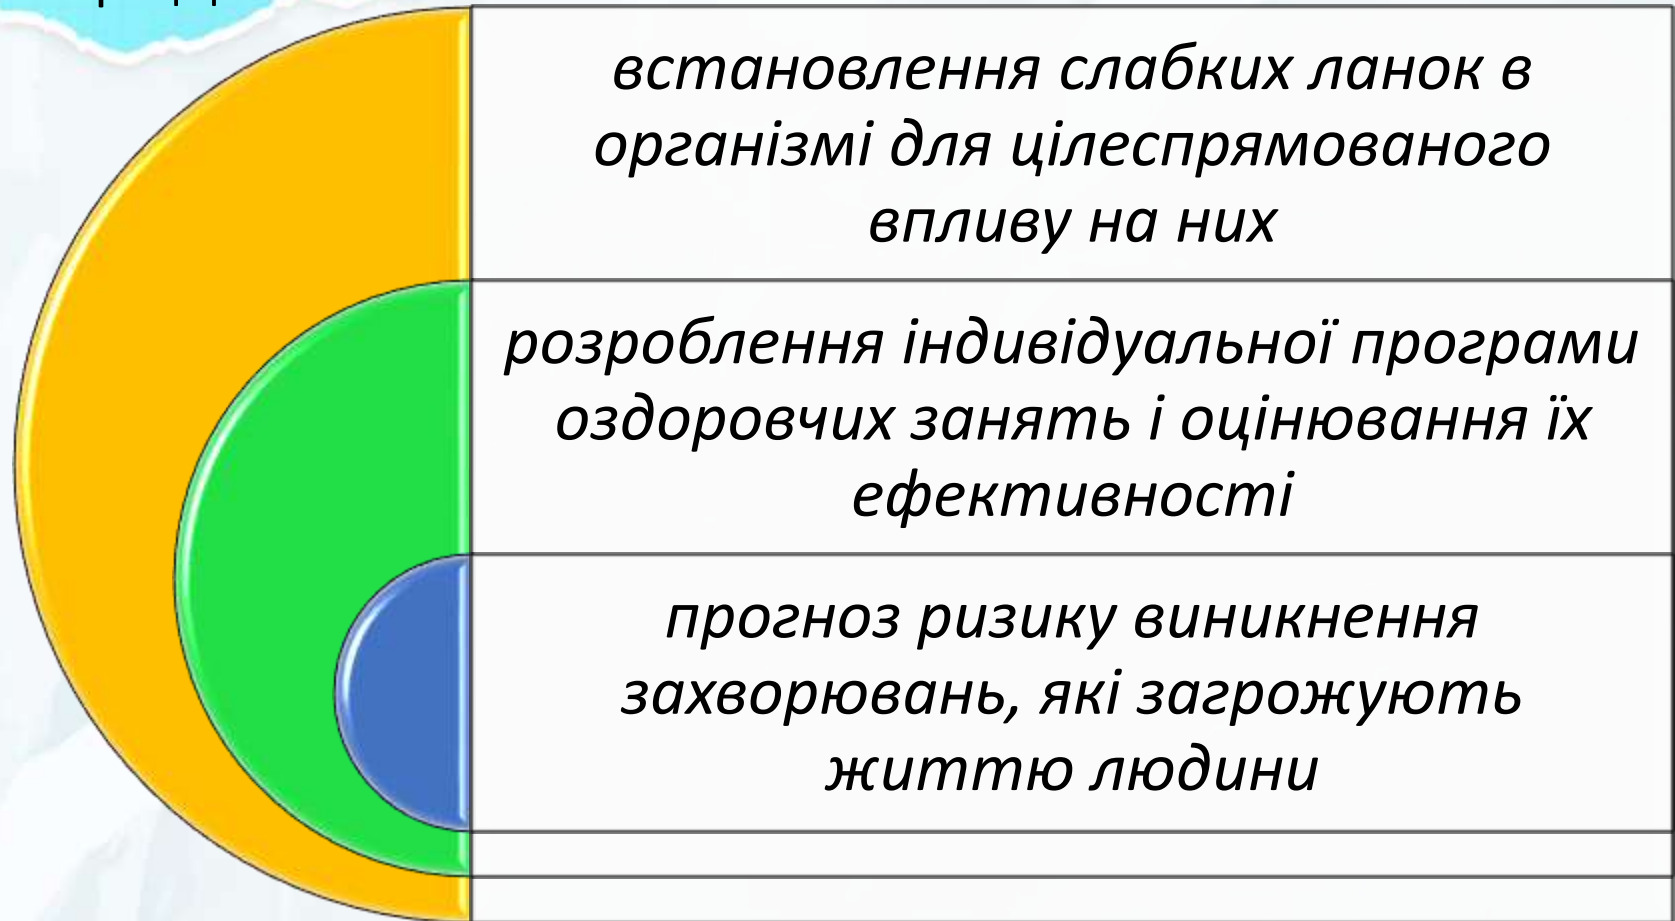 встановлення слабких ланок в
організмі для цілеспрямованого
впливу на них
розроблення індивідуальної програми
оздоровчих занять і оцінювання їх
ефективності
прогноз ризику виникнення
захворювань, які загрожують
життю людини